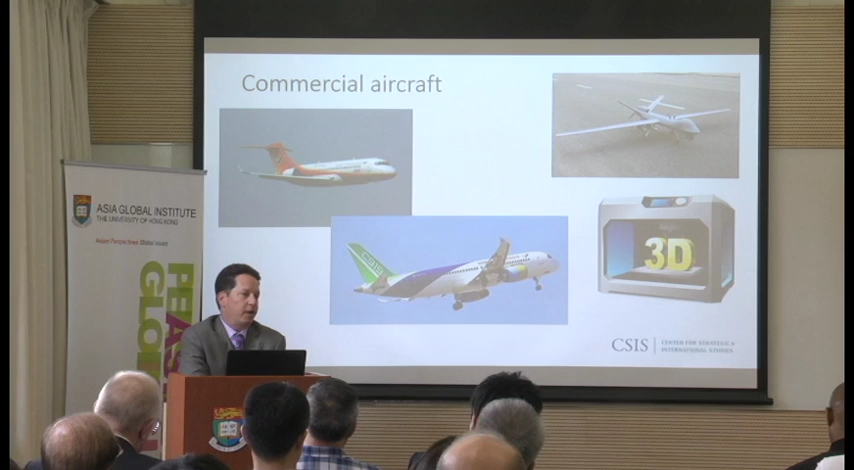 Commercial aircraft
ASIA GLOBAL INSTITUTE
THE UNIVERSITY OF HONG KONG
Asian Perspectives Global Issues
C919
3D
CSIS
CENTER FOR STRATEGIC &
INTERNATIONAL STUDIES